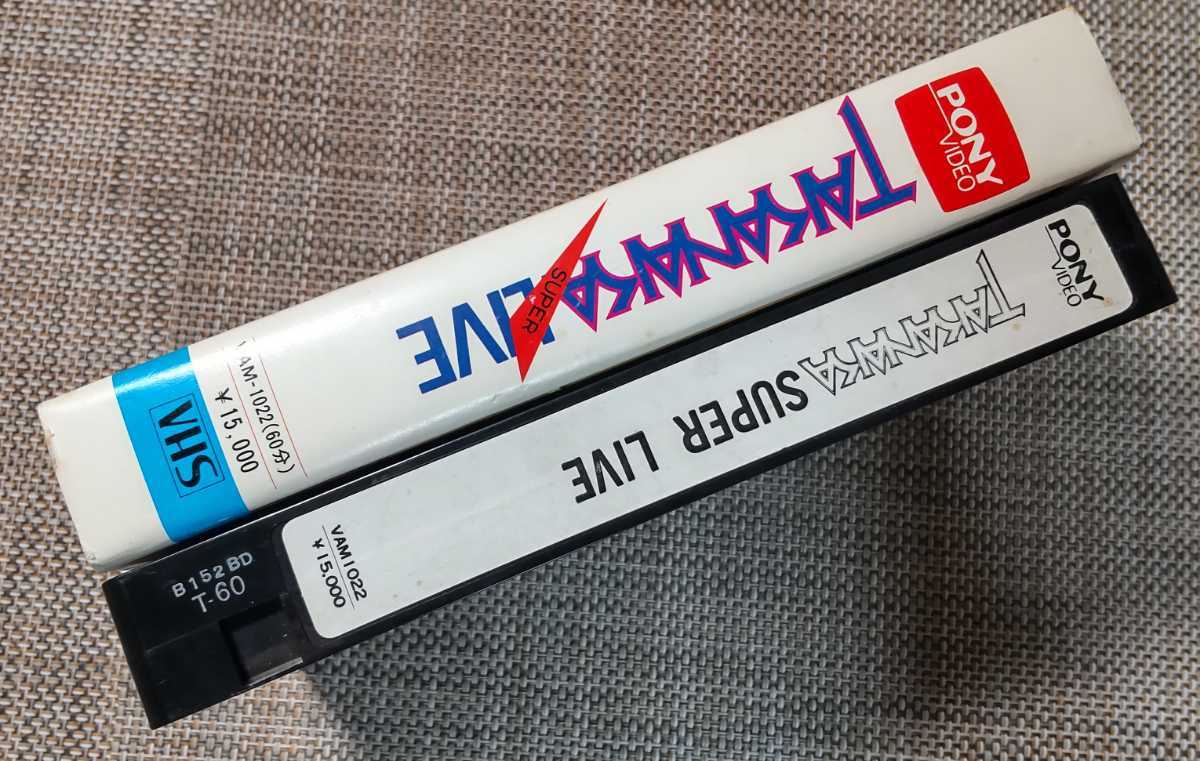 PONY
VIDEO
TAKANAKA
SUPER
LIVE
VAM-1022(60分)
¥15,000
VHS
PONY
VIDEO
TAKANAKA SUPER LIVE
VAM1022
¥15.000
B152BD
T-60